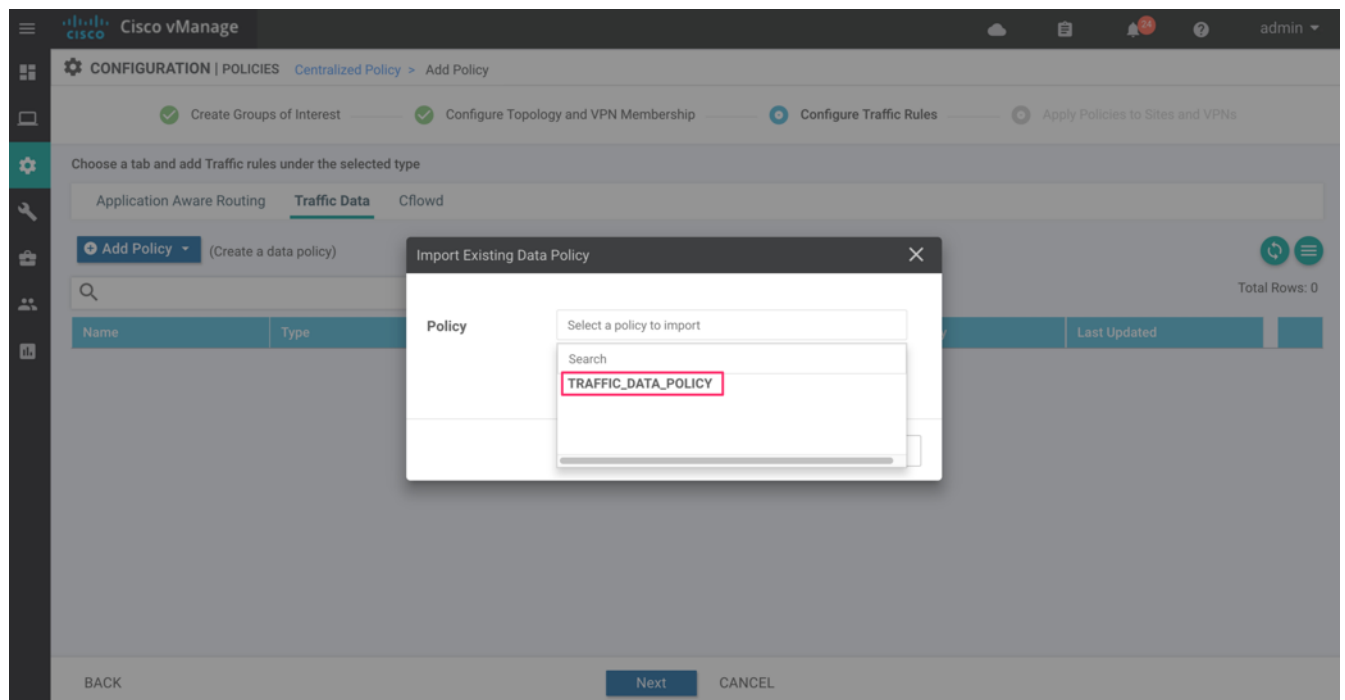 CISCO
Cisco vManage
24
admin
CONFIGURATION | POLICIES Centralized Policy > Add Policy
Create Groups of Interest
Configure Topology and VPN Membership
Configure Traffic Rules
Apply Policies to Sites and VPNs
Choose a tab and add Traffic rules under the selected type
Application Aware Routing Traffic Data Cflowd
Add Policy (Create a data policy)
Import Existing Data Policy
Total Rows: 0
Name Type Last Updated
Policy
Select a policy to import
Search
TRAFFIC_DATA_POLICY
BACK Next CANCEL